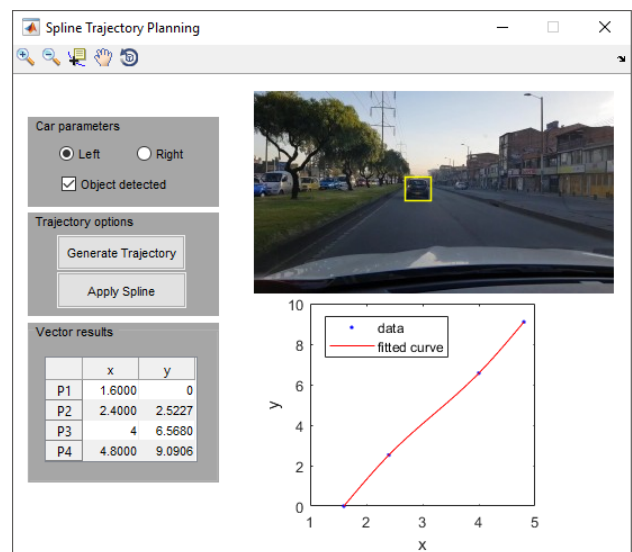 Spline Trajectory Planning
Car parameters
Left Right
Object detected
Trajectory options
Generate Trajectory
Apply Spline
Vector results
x y
P1 1.6000 0
P2 2.4000 2.5227
P3 4 6.5680
P4 4.8000 9.0906
data
fitted curve
10
8
6
4
2
0
y
1 2 3 4 5
x